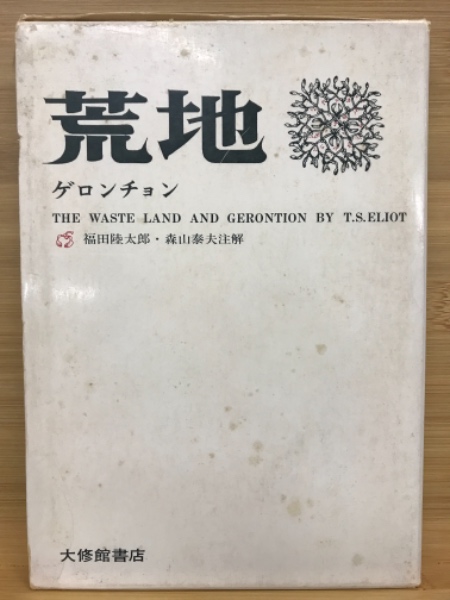 荒地
ゲロンチョン
THE WASTE LAND AND GERONTION BY T.S.ELIOT
福田陸太郎・森山泰夫注解
大修館書店